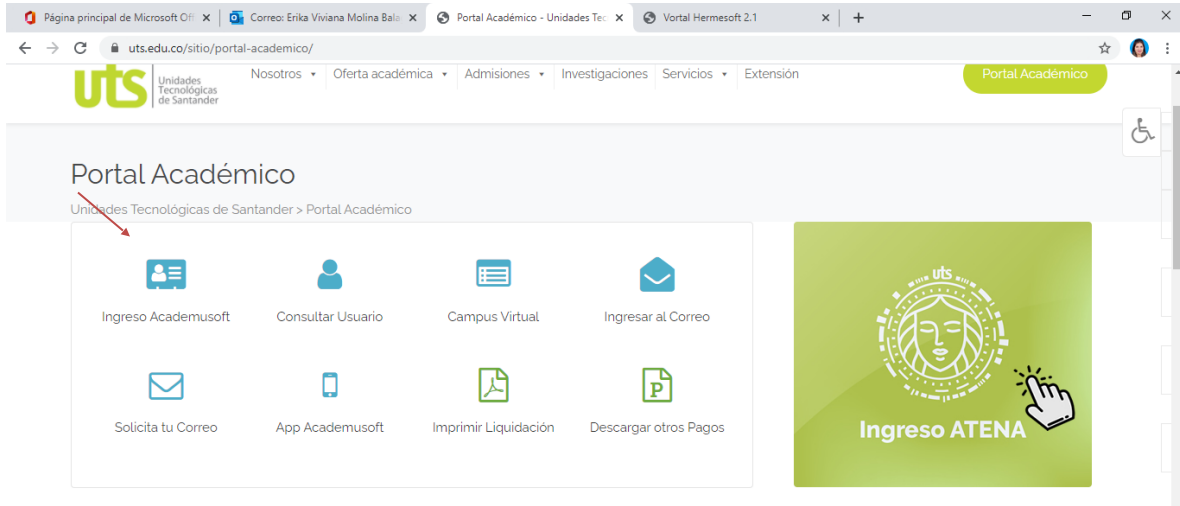 Página principal de Microsoft Off
Correo: Erika Viviana Molina Bala
Portal Académico - Unidades Tec
Vortal Hermesoft 2.1
uts.edu.co/sitio/portal-academico/
uts
Unidades
Tecnológicas
de Santander
Nosotros
Oferta académica
Admisiones
Investigaciones
Servicios
Extensión
Portal Académico
Portal Académico
Unidades Tecnológicas de Santander > Portal Académico
Ingreso Academusoft
Consultar Usuario
Campus Virtual
Ingresar al Correo
Solicita tu Correo
App Academusoft
Imprimir Liquidación
P
Descargar otros Pagos
uts
Ingreso ATENA